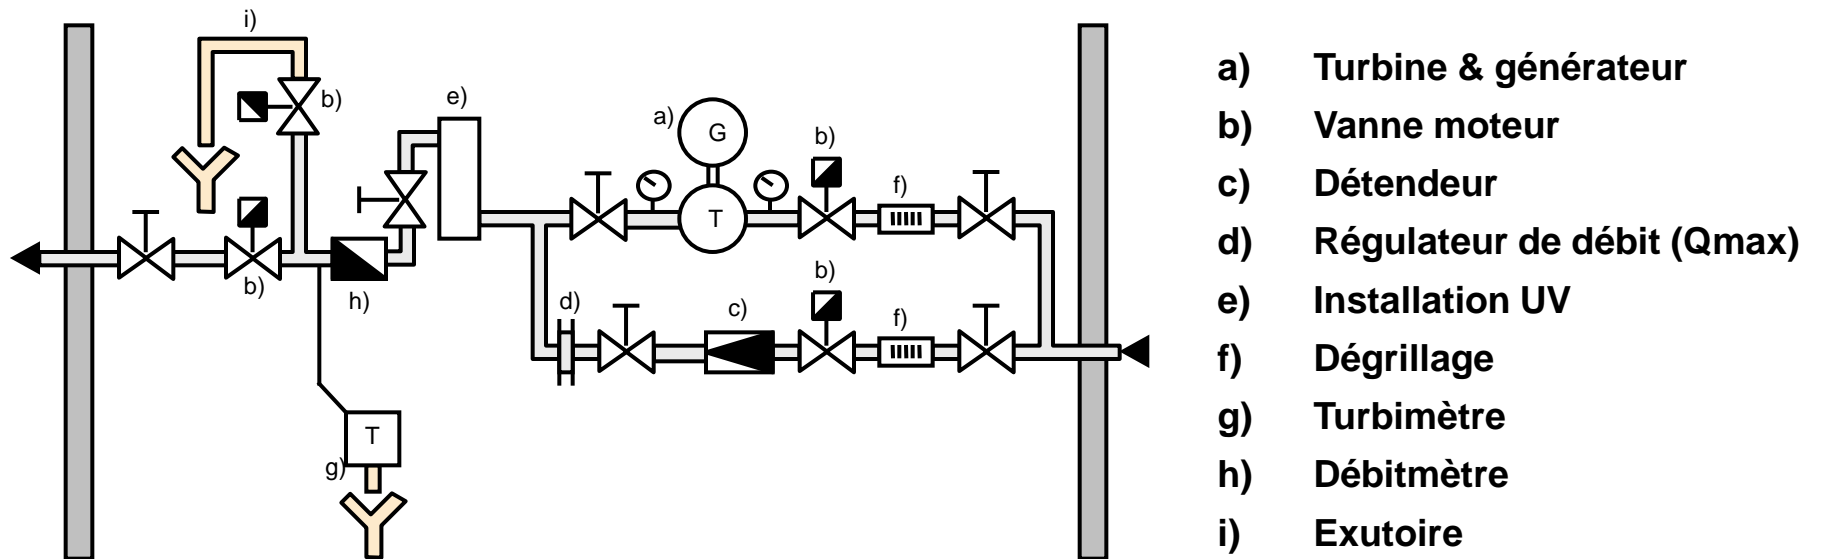 i)
b)
e)
a)
G
b)
f)
T
b)
h)
d)
c)
b)
f)
T
g)
a) Turbine & générateur
b) Vanne moteur
c) Détendeur
d) Régulateur de débit (Qmax)
e) Installation UV
f) Dégrillage
g) Turbimètre
h) Débitmètre
i) Exutoire